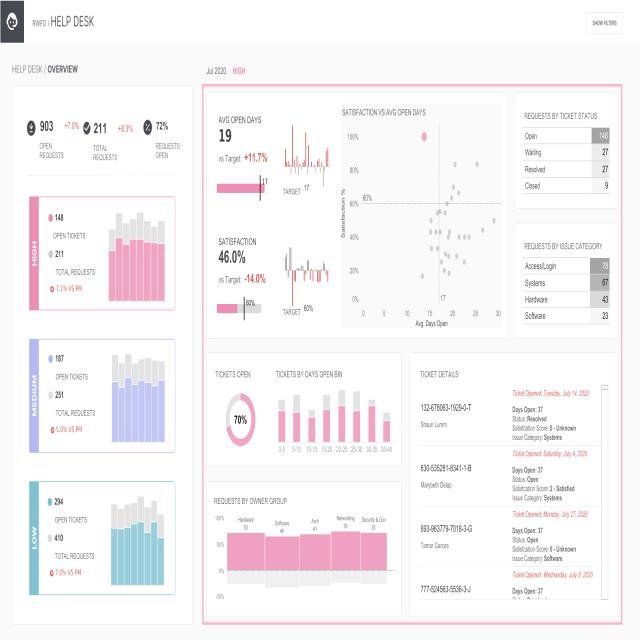 RWFD / HELP DESK
SHOW FILTERS
HELP DESK / OVERVIEW
Jul 2020 HIGH
903 +7.0%
OPEN
REQUESTS
211 +8.3%
TOTAL
REQUESTS
72%
REQUESTS
OPEN
HIGH
148
OPEN TICKETS
211
TOTAL REQUESTS
7.1% VS PM
MEDIUM
187
OPEN TICKETS
251
TOTAL REQUESTS
5.0% VS PM
LOW
294
OPEN TICKETS
410
TOTAL REQUESTS
7.0% VS PM
AVG OPEN DAYS
19
vs Target +11.7%
17
TARGET 17
SATISFACTION
46.0%
vs Target -14.0%
60%
TARGET 60%
SATISFACTION VS AVG OPEN DAYS
Satisfaction %
100%
80%
60%
40%
20%
0%
60%
17
0 5 10 15 20 25 30
Avg. Days Open
REQUESTS BY TICKET STATUS
Open 148
Waiting 27
Resolved 27
Closed 9
REQUESTS BY ISSUE CATEGORY
Access/Login 78
Systems 67
Hardware 43
Software 23
TICKETS OPEN
70%
TICKETS BY DAYS OPEN BIN
0-5 5-10 10-15 15-20 20-25 25-30 30-35 35-40
REQUESTS BY OWNER GROUP
100%
50%
0%
60%
Hardware
Software
Arch
41
Networking
39
Security & Gov
TICKET DETAILS
132-678063-1929-0-T
Shaun Lumm
Ticket Opened: Tuesday, July 14, 2020
Days Open: 37
Status: Resolved
Satisfcation Score: 0 - Unknown
Issue Category: Systems
630-535281-8341-1-B
Marybeth Delap
Ticket Opened: Saturday, July 4, 2020
Days Open: 37
Status: Open
Satisfcation Score: 2 - Satisfied
Issue Category: Systems
893-963779-7018-3-G
Tamar Garces
Ticket Opened: Monday, July 27, 2020
Days Open: 37
Status: Open
Satisfcation Score: 0 - Unknown
Issue Category: Software
777-524563-5536-3-J
Ticket Opened: Wednesday, July 8, 2020
Days Open: 37